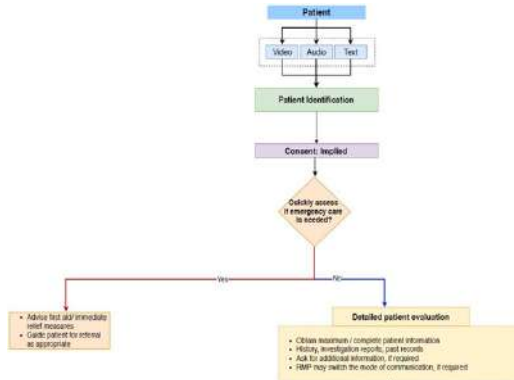 Patient
Video Audio Text
Patient Identification
Consent: Implied
Quickly assess
if emergency care
is needed?
Yes
No
Advise first aid/ immediate
relief measures
Guide patient for referral
as appropriate
Detailed patient evaluation
Obtain maximum / complete patient information
History, investigation reports, past records
Ask for additional information, if required
RMP may switch the mode of communication, if required